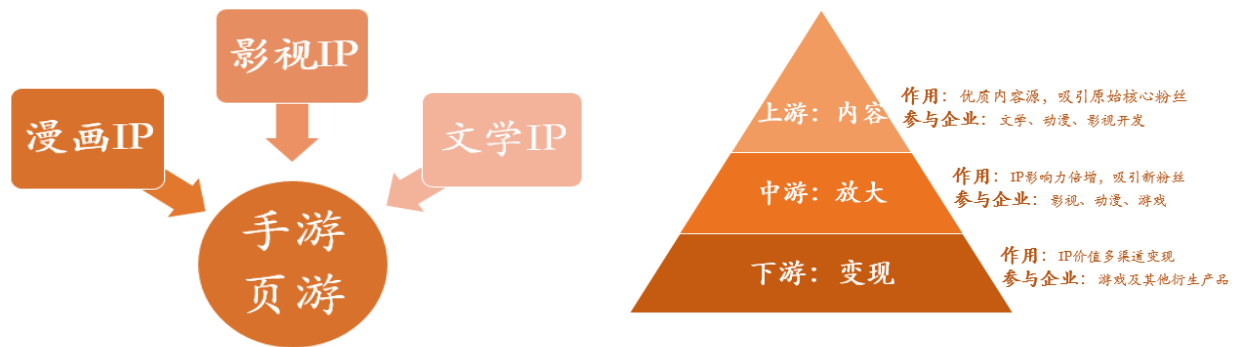 影视IP
漫画IP
文学IP
手游
页游
上游：内容
作用：优质内容源，吸引原始核心粉丝
参与企业：文学、动漫、影视开发
中游：放大
作用：IP影响力倍增，吸引新粉丝
参与企业：影视、动漫、游戏
下游：变现
作用：IP价值多渠道变现
参与企业：游戏及其他衍生产品